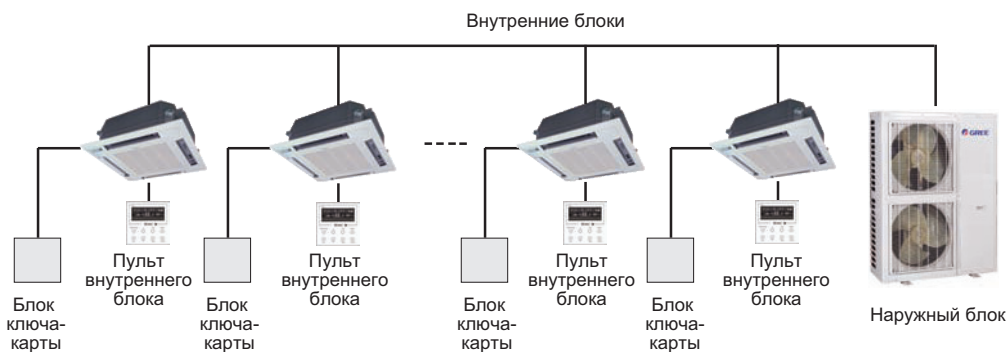 Внутренние блоки
GREE
Пульт
внутреннего
блока
Пульт
внутреннего
блока
Пульт
внутреннего
блока
Пульт
внутреннего
блока
Блок
ключа-
карты
Блок
ключа-
карты
Блок
ключа-
карты
Блок
ключа-
карты
Наружный блок